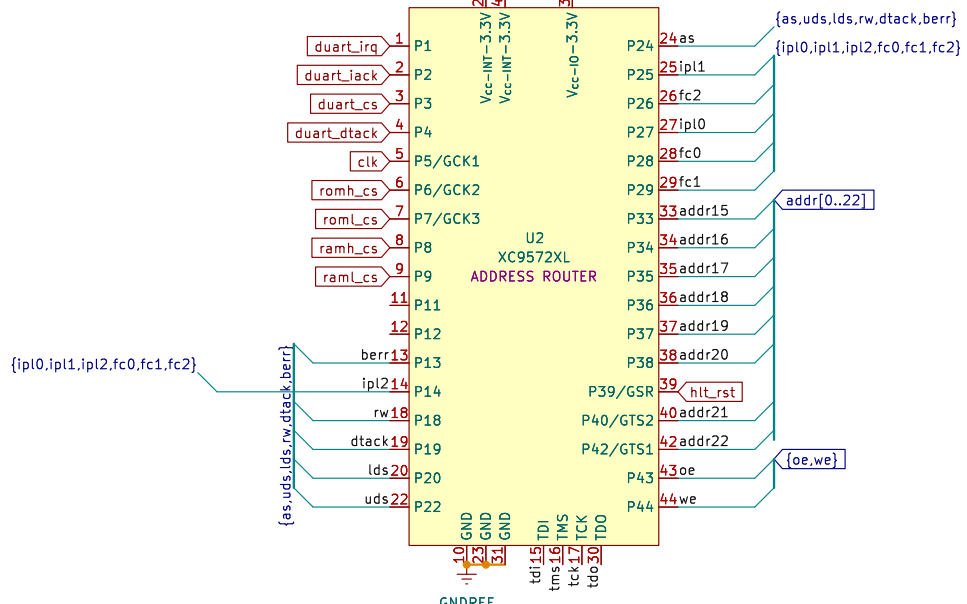 2
4
3
Vcc-INT-3.3V
Vcc-INT-3.3V
Vcc-IO-3.3V
{as,uds,lds,rw,dtack,berr}
{ipl0,ipl1,ipl2,fc0,fc1,fc2}
duart_irq 1 P1
duart_iack 2 P2
duart_cs 3 P3
duart_dtack 4 P4
clk 5 P5/GCK1
romh_cs 6 P6/GCK2
roml_cs 7 P7/GCK3
ramh_cs 8 P8
raml_cs 9 P9
11 P11
12 P12
berr 13 P13
ipl2 14 P14
rw 18 P18
dtack 19 P19
lds 20 P20
uds 22 P22
{ipl0,ipl1,ipl2,fc0,fc1,fc2}
{as,uds,lds,rw,dtack,berr}
U2
XC9572XL
ADDRESS ROUTER
P24 24 as
P25 25 ipl1
P26 26 fc2
P27 27 ipl0
P28 28 fc0
P29 29 fc1
P33 33 addr15
P34 34 addr16
P35 35 addr17
P36 36 addr18
P37 37 addr19
P38 38 addr20
P39/GSR 39 hlt_rst
P40/GTS2 40 addr21
P42/GTS1 42 addr22
P43 43 oe
P44 44 we
addr[0..22]
{oe,we}
GND 10
GND 23
GND 31
TDI 15 tdi
TMS 16 tms
TCK 17 tck
TDO 30 tdo
GNDREF